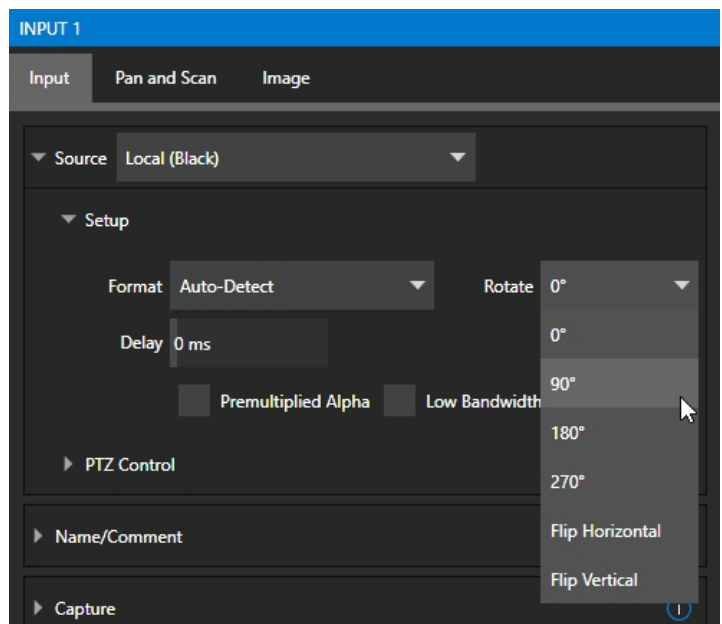 INPUT 1
Input Pan and Scan Image
Source Local (Black)
Setup
Format Auto-Detect Rotate 0°
Delay 0 ms 0°
90°
Premultiplied Alpha Low Bandwidth
180°
PTZ Control
270°
Name/Comment Flip Horizontal
Flip Vertical
Capture